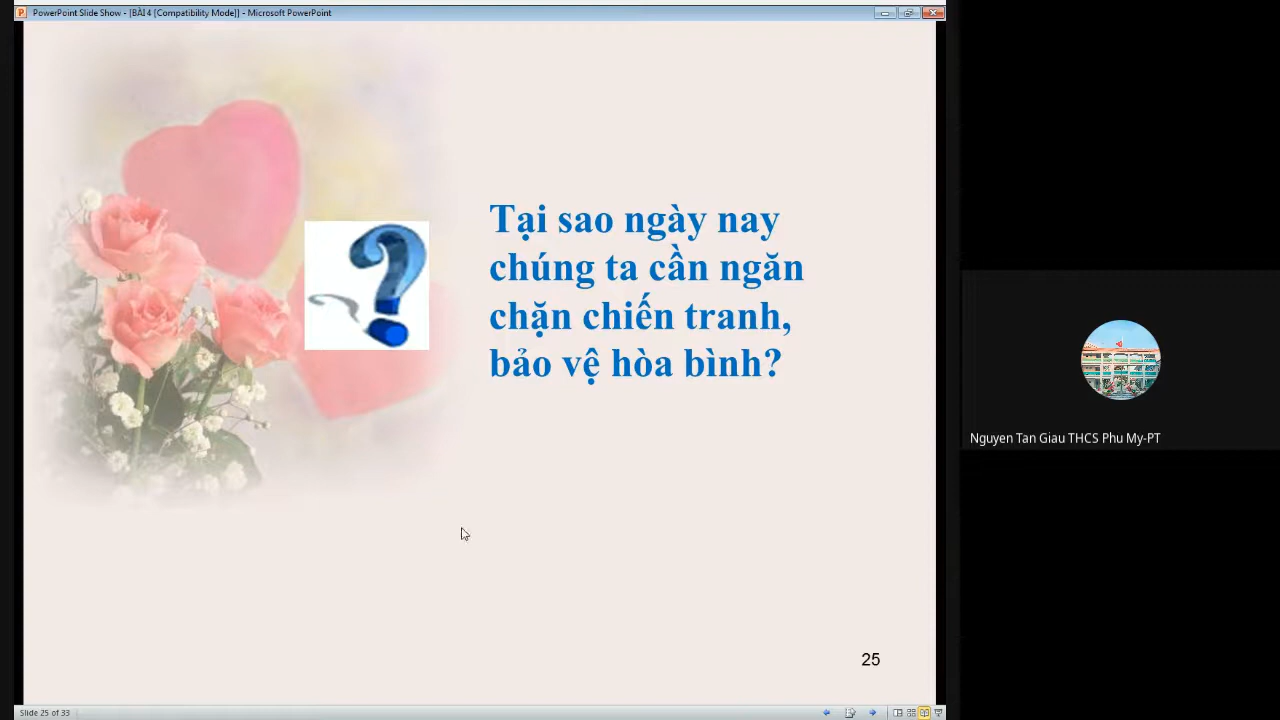 PowerPoint Slide Show - [BÀI 4 [Compatibility Mode]] - Microsoft PowerPoint
Tại sao ngày nay
chúng ta cần ngăn
chặn chiến tranh,
bảo vệ hòa bình?
Nguyen Tan Giau THCS Phu My-PT
25
Slide 25 of 33